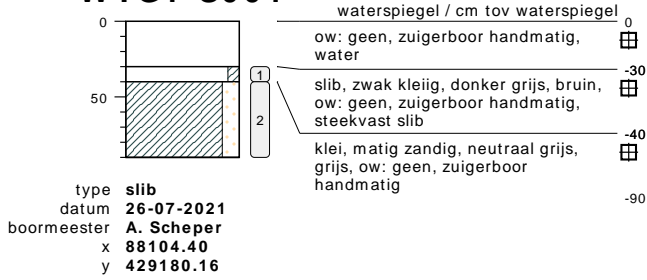 waterspiegel / cm tov waterspiegel
0
0
ow: geen, zuigerboor handmatig,
water
-30
1
slib, zwak kleiig, donker grijs, bruin,
ow: geen, zuigerboor handmatig,
steekvast slib
50
2
-40
klei, matig zandig, neutraal grijs,
grijs, ow: geen, zuigerboor
handmatig
-90
type slib
datum 26-07-2021
boormeester A. Scheper
x 88104.40
y 429180.16